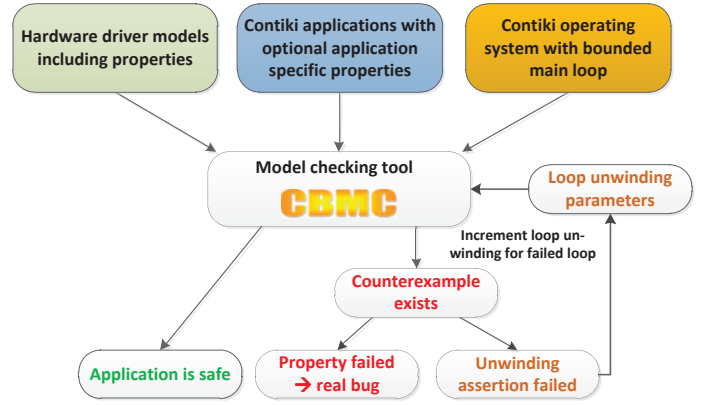 Hardware driver models
including properties
Contiki applications with
optional application
specific properties
Contiki operating
system with bounded
main loop
Model checking tool
CBMC
Loop unwinding
parameters
Increment loop un-
winding for failed loop
Counterexample
exists
Application is safe
Property failed
→ real bug
Unwinding
assertion failed